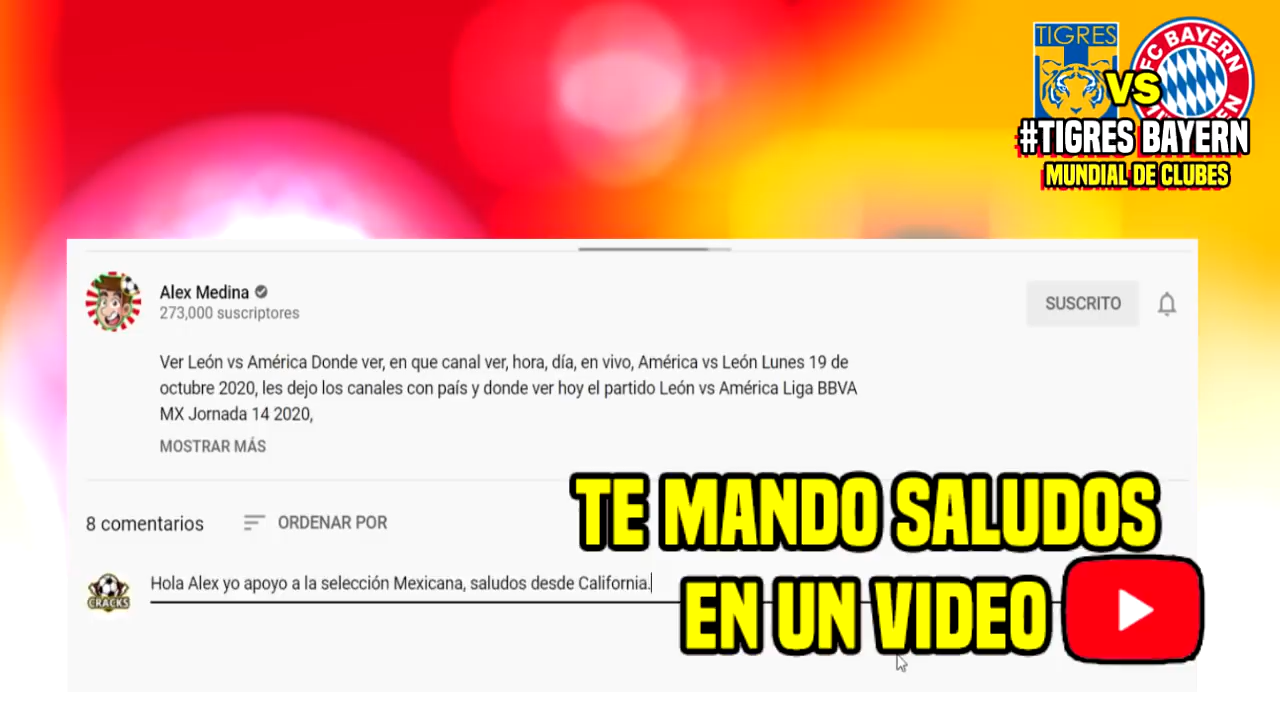 TIGRES
FC BAYERN
VS
#TIGRES BAYERN
MUNDIAL DE CLUBES
Alex Medina
273,000 suscriptores
SUSCRITO
Ver León vs América Donde ver, en que canal ver, hora, día, en vivo, América vs León Lunes 19 de
octubre 2020, les dejo los canales con país y donde ver hoy el partido León vs América Liga BBVA
MX Jornada 14 2020,
MOSTRAR MÁS
8 comentarios
ORDENAR POR
TE MANDO SALUDOS
Hola Alex yo apoyo a la selección Mexicana, saludos desde California.
CRACKS
EN UN VIDEO